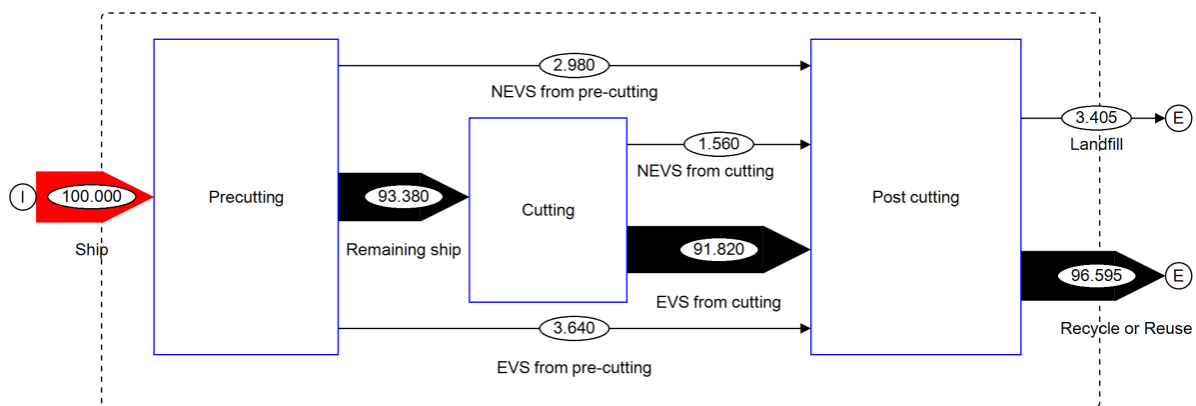 2.980
NEVS from pre-cutting
3.405
E
Landfill
1.560
NEVS from cutting
I
100.000
Ship
Precutting
93.380
Remaining ship
Cutting
Post cutting
91.820
EVS from cutting
96.595
E
Recycle or Reuse
3.640
EVS from pre-cutting